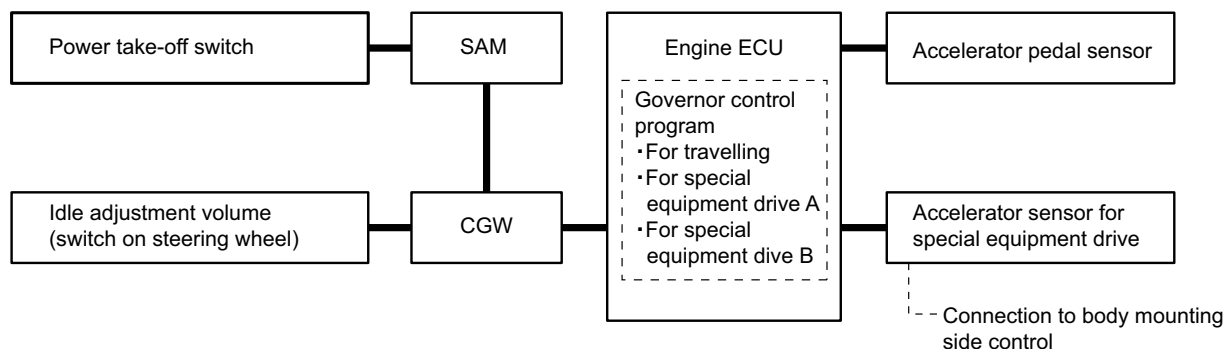 Power take-off switch
SAM
Engine ECU
Accelerator pedal sensor
Governor control
program
・For travelling
・For special
equipment drive A
・For special
equipment dive B
Idle adjustment volume
(switch on steering wheel)
CGW
Accelerator sensor for
special equipment drive
Connection to body mounting
side control